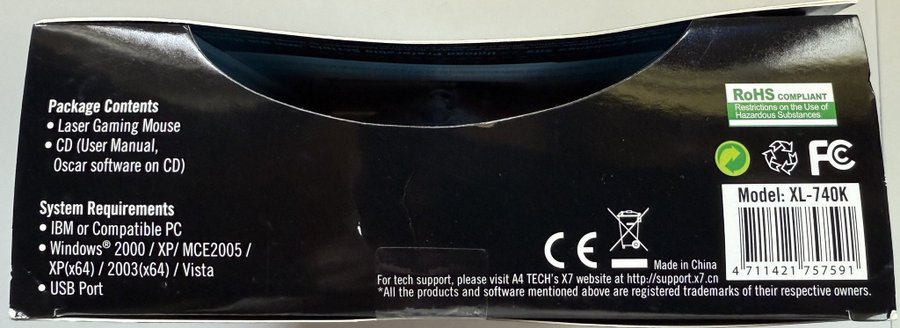 Package Contents
• Laser Gaming Mouse
• CD (User Manual,
Oscar software on CD)
System Requirements
• IBM or Compatible PC
• Windows® 2000 / XP/ MCE2005 /
XP(x64) / 2003(x64) / Vista
• USB Port
RoHS COMPLIANT
Restrictions on the Use of
Hazardous Substances
FC
Model: XL-740K
4 711421 757591
CE
Made in China
For tech support, please visit A4 TECH's X7 website at http://support.x7.cn
*All the products and software mentioned above are registered trademarks of their respective owners.